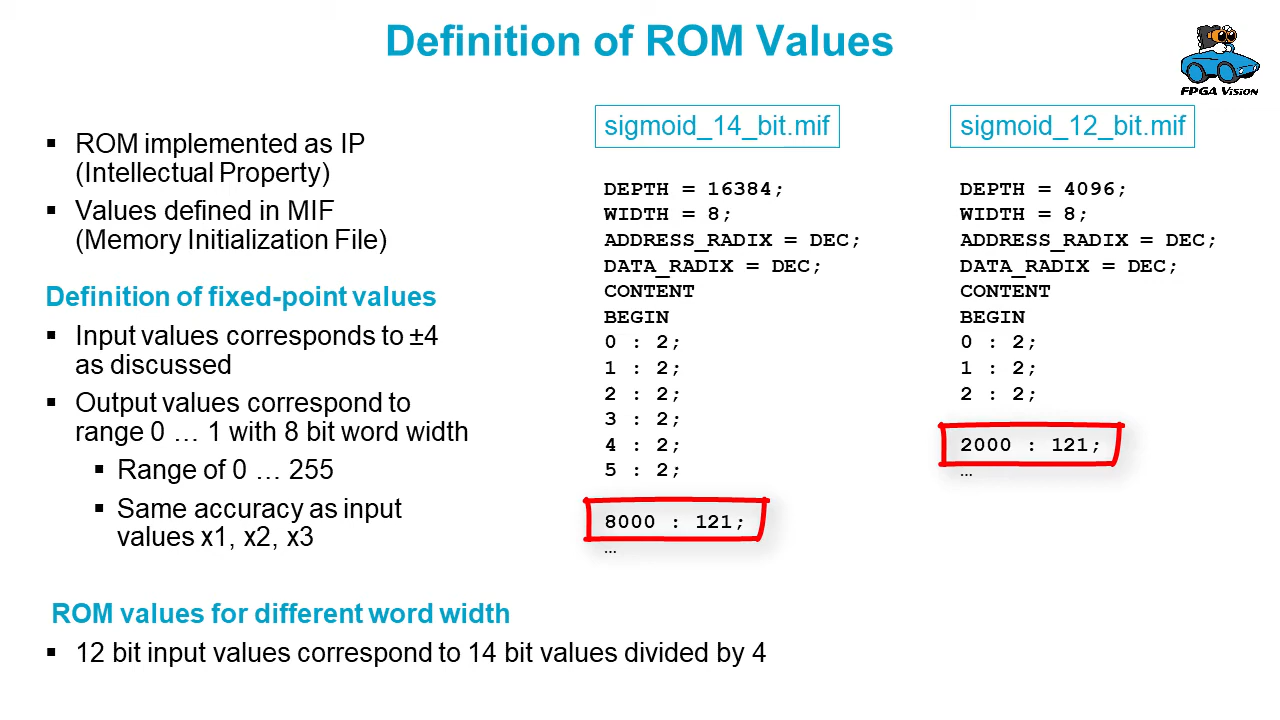 Definition of ROM Values
FPGA Vision
▪ ROM implemented as IP
(Intellectual Property)
▪ Values defined in MIF
(Memory Initialization File)
Definition of fixed-point values
▪ Input values corresponds to ±4
as discussed
▪ Output values correspond to
range 0 … 1 with 8 bit word width
▪ Range of 0 … 255
▪ Same accuracy as input
values x1, x2, x3
sigmoid_14_bit.mif
DEPTH = 16384;
WIDTH = 8;
ADDRESS_RADIX = DEC;
DATA_RADIX = DEC;
CONTENT
BEGIN
0 : 2;
1 : 2;
2 : 2;
3 : 2;
4 : 2;
5 : 2;
8000 : 121;
…
sigmoid_12_bit.mif
DEPTH = 4096;
WIDTH = 8;
ADDRESS_RADIX = DEC;
DATA_RADIX = DEC;
CONTENT
BEGIN
0 : 2;
1 : 2;
2 : 2;
2000 : 121;
…
ROM values for different word width
▪ 12 bit input values correspond to 14 bit values divided by 4